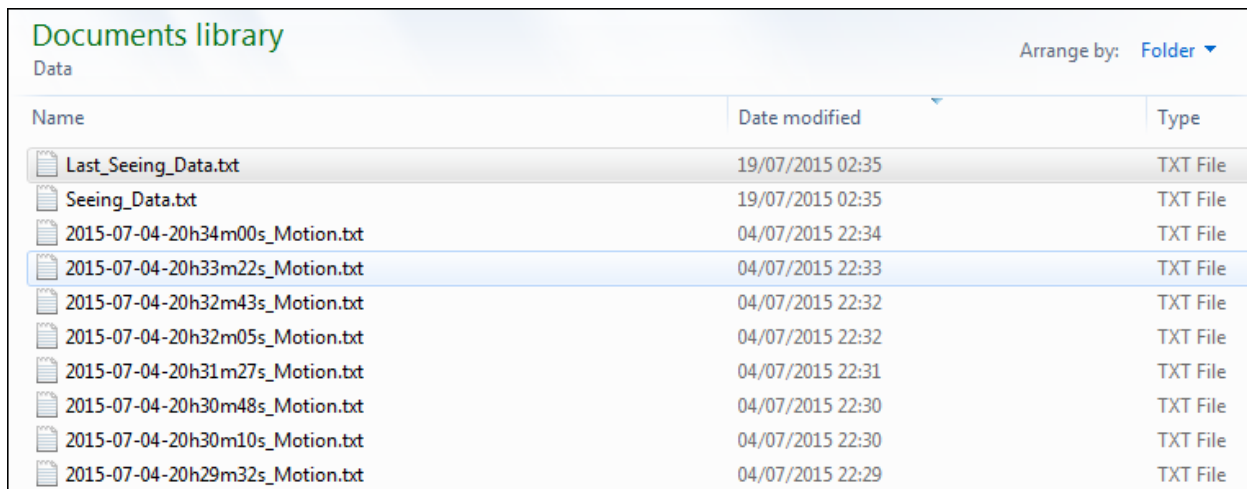 Documents library
Data
Arrange by: Folder
Name Date modified Type
Last_Seeing_Data.txt 19/07/2015 02:35 TXT File
Seeing_Data.txt 19/07/2015 02:35 TXT File
2015-07-04-20h34m00s_Motion.txt 04/07/2015 22:34 TXT File
2015-07-04-20h33m22s_Motion.txt 04/07/2015 22:33 TXT File
2015-07-04-20h32m43s_Motion.txt 04/07/2015 22:32 TXT File
2015-07-04-20h32m05s_Motion.txt 04/07/2015 22:32 TXT File
2015-07-04-20h31m27s_Motion.txt 04/07/2015 22:31 TXT File
2015-07-04-20h30m48s_Motion.txt 04/07/2015 22:30 TXT File
2015-07-04-20h30m10s_Motion.txt 04/07/2015 22:30 TXT File
2015-07-04-20h29m32s_Motion.txt 04/07/2015 22:29 TXT File